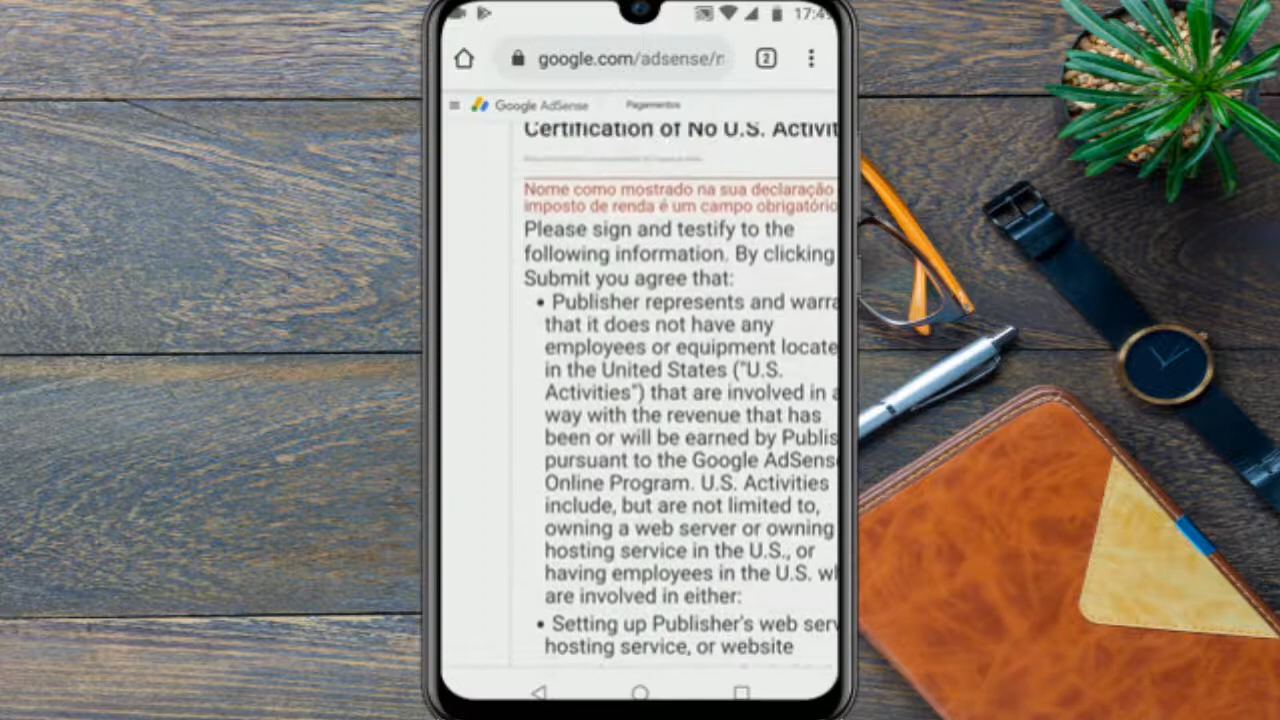 17:4
google.com/adsense/r
2
Google AdSense
Pagamentos
Certification of No U.S. Activit
Nome como mostrado na sua declaração
imposto de renda é um campo obrigatório
Please sign and testify to the
following information. By clicking
Submit you agree that:
• Publisher represents and warra
that it does not have any
employees or equipment locate
in the United States ("U.S.
Activities") that are involved in a
way with the revenue that has
been or will be earned by Publis
pursuant to the Google AdSens
Online Program. U.S. Activities
include, but are not limited to,
owning a web server or owning
hosting service in the U.S., or
having employees in the U.S. wh
are involved in either:
• Setting up Publisher's web serv
hosting service, or website